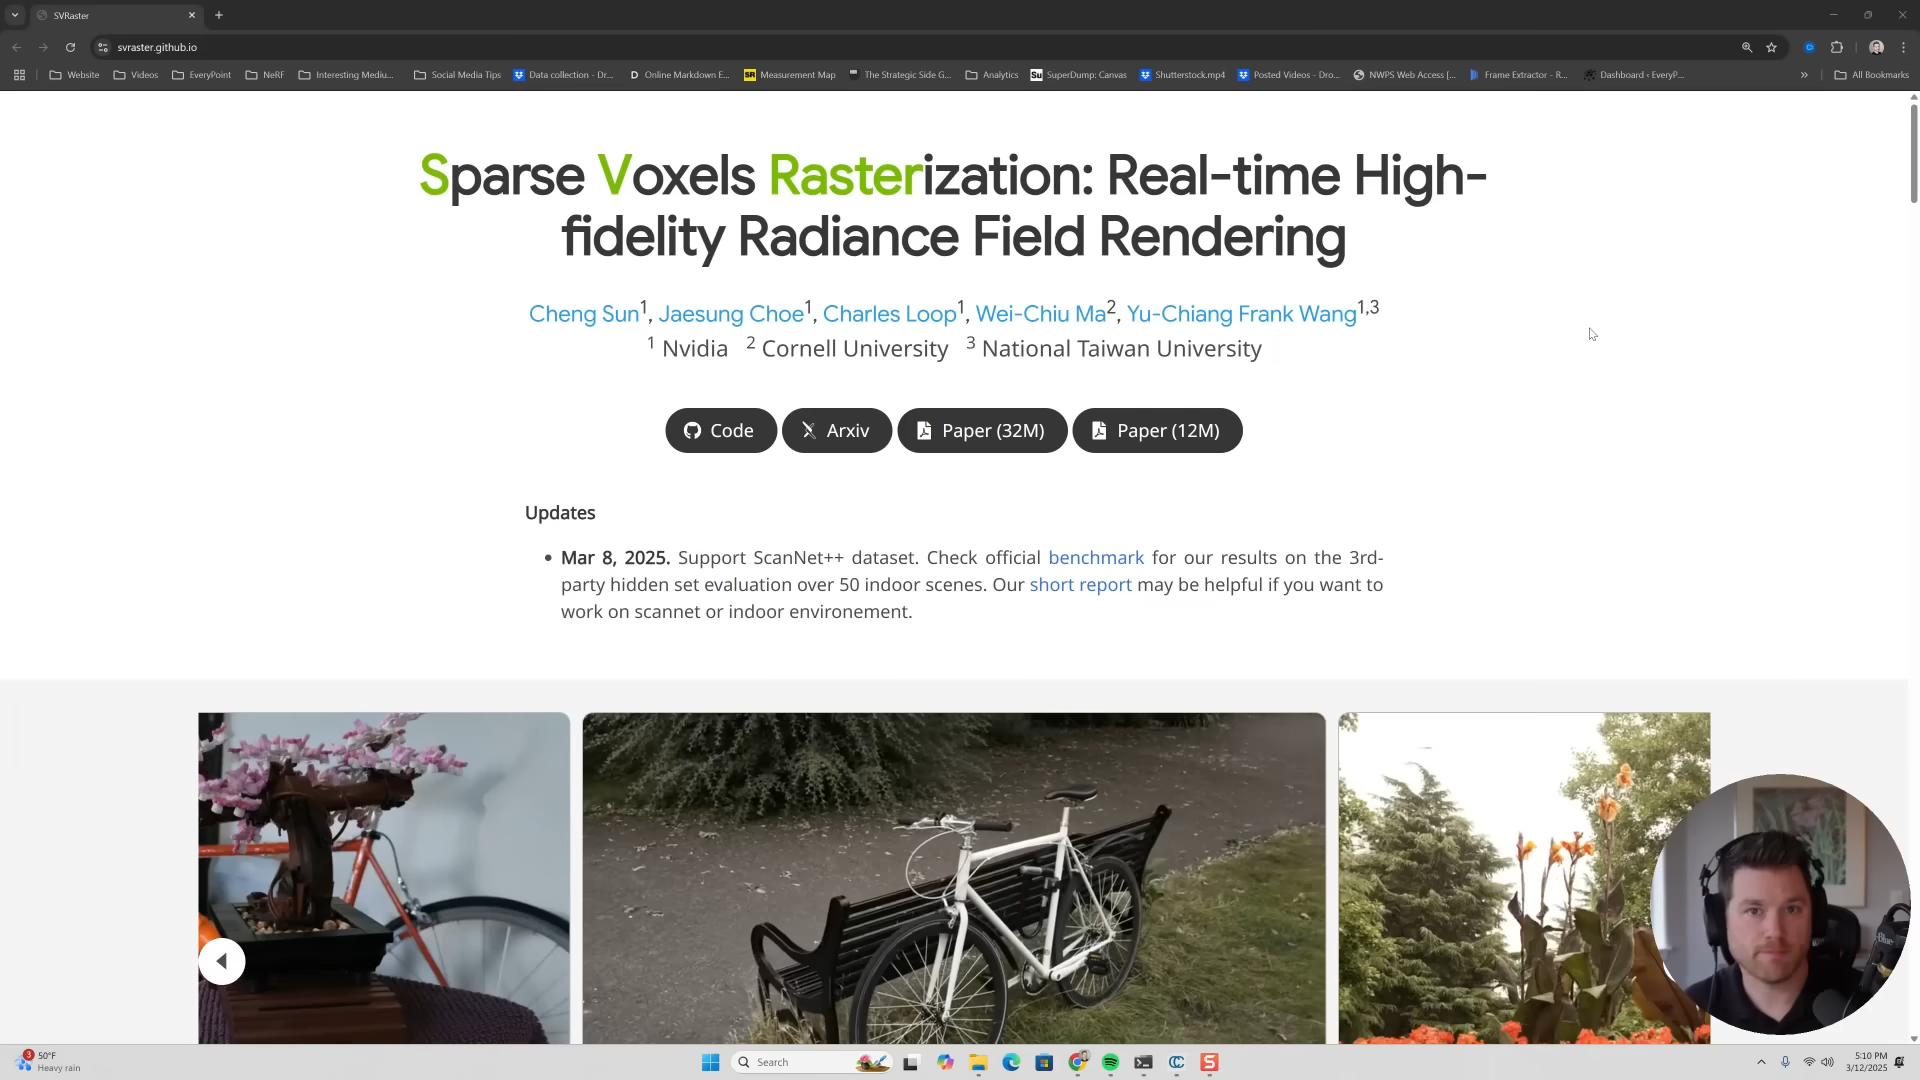 SVRaster
svraster.github.io
Website
Videos
EveryPoint
NeRF
Interesting Mediu...
Social Media Tips
Data collection - Dr...
Online Markdown E...
SR
Measurement Map
The Strategic Side G...
Analytics
Su
SuperDump: Canvas
Shutterstock.mp4
Posted Videos - Dro...
NWPS Web Access [...
Frame Extractor - R...
Dashboard ‹ EveryP...
All Bookmarks
Sparse Voxels Rasterization: Real-time High-
fidelity Radiance Field Rendering
Cheng Sun1, Jaesung Choe1, Charles Loop1, Wei-Chiu Ma2, Yu-Chiang Frank Wang1,3
1 Nvidia 2 Cornell University 3 National Taiwan University
Code
Arxiv
Paper (32M)
Paper (12M)
Updates
• Mar 8, 2025. Support ScanNet++ dataset. Check official benchmark for our results on the 3rd-
party hidden set evaluation over 50 indoor scenes. Our short report may be helpful if you want to
work on scannet or indoor environement.
Blue
3
50°F
Heavy rain
Search
5:10 PM
3/12/2025